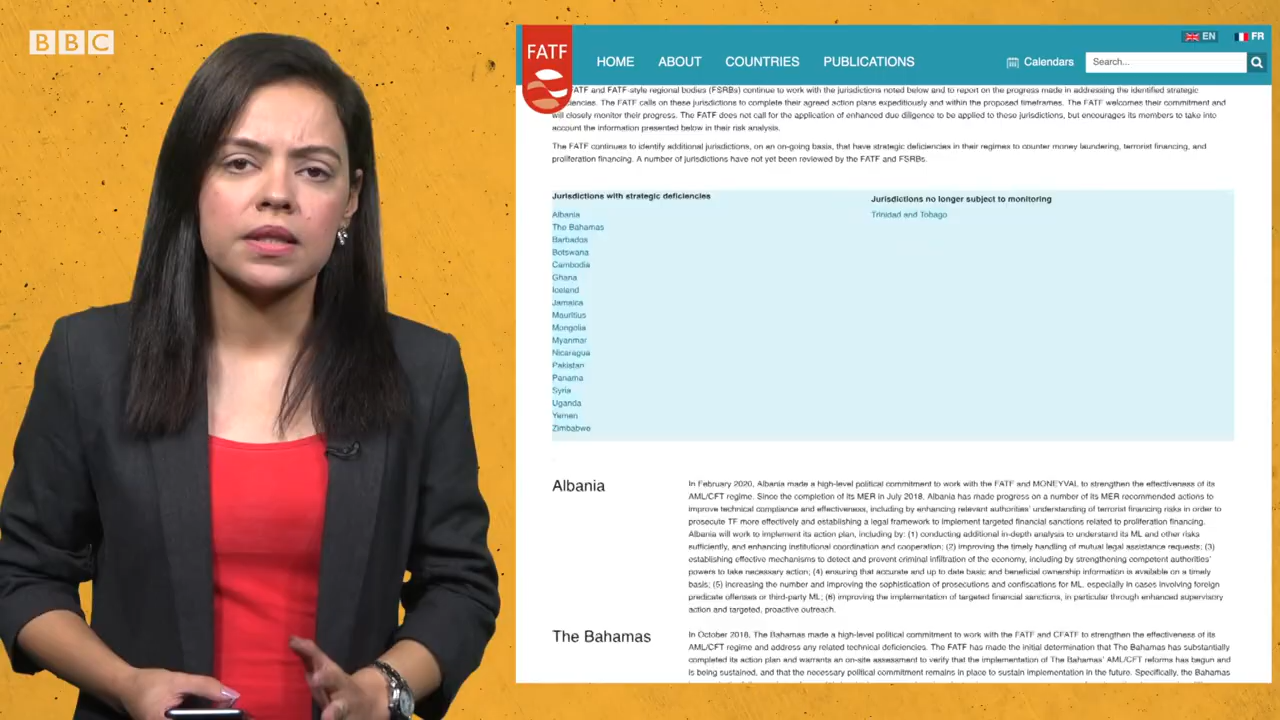 BBC
FATF
EN
FR
HOME
ABOUT
COUNTRIES
PUBLICATIONS
Calendars
Search...
ATF and FATF-style regional bodies (FSRBs) continue to work with the jurisdictions noted below and to report on the progress made in addressing the identified strategic
encies. The FATF calls on these jurisdictions to complete their agreed action plans expeditiously and within the proposed timeframes. The FATF welcomes their commitment and
will closely monitor their progress. The FATF does not call for the application of enhanced due diligence to be applied to these jurisdictions, but encourages its members to take into
account the information presented below in their risk analysis.
The FATF continues to identify additional jurisdictions, on an on-going basis, that have strategic deficiencies in their regimes to counter money laundering, terrorist financing, and
proliferation financing. A number of jurisdictions have not yet been reviewed by the FATF and FSRBs.
Jurisdictions with strategic deficiencies
Albania
The Bahamas
Barbados
Botswana
Cambodia
Ghana
Iceland
Jamaica
Mauritius
Mongolia
Myanmar
Nicaragua
Pakistan
Panama
Syria
Uganda
Yemen
Zimbabwe
Jurisdictions no longer subject to monitoring
Trinidad and Tobago
Albania
In February 2020, Albania made a high-level political commitment to work with the FATF and MONEYVAL to strengthen the effectiveness of its
AML/CFT regime. Since the completion of its MER in July 2018, Albania has made progress on a number of its MER recommended actions to
improve technical compliance and effectiveness, including by enhancing relevant authorities' understanding of terrorist financing risks in order to
prosecute TF more effectively and establishing a legal framework to implement targeted financial sanctions related to proliferation financing.
Albania will work to implement its action plan, including by: (1) conducting additional in-depth analysis to understand its ML and other risks
sufficiently, and enhancing institutional coordination and cooperation; (2) improving the timely handling of mutual legal assistance requests; (3)
establishing effective mechanisms to detect and prevent criminal infiltration of the economy, including by strengthening competent authorities'
powers to take necessary action; (4) ensuring that accurate and up to date basic and beneficial ownership information is available on a timely
basis; (5) increasing the number and improving the sophistication of prosecutions and confiscations for ML, especially in cases involving foreign
predicate offenses or third-party ML; (6) improving the implementation of targeted financial sanctions, in particular through enhanced supervisory
action and targeted, proactive outreach.
The Bahamas
In October 2018, The Bahamas made a high-level political commitment to work with the FATF and CFATF to strengthen the effectiveness of its
AML/CFT regime and address any related technical deficiencies. The FATF has made the initial determination that The Bahamas has substantially
completed its action plan and warrants an on-site assessment to verify that the implementation of The Bahamas' AML/CFT reforms has begun and
is being sustained, and that the necessary political commitment remains in place to sustain implementation in the future. Specifically, the Bahamas